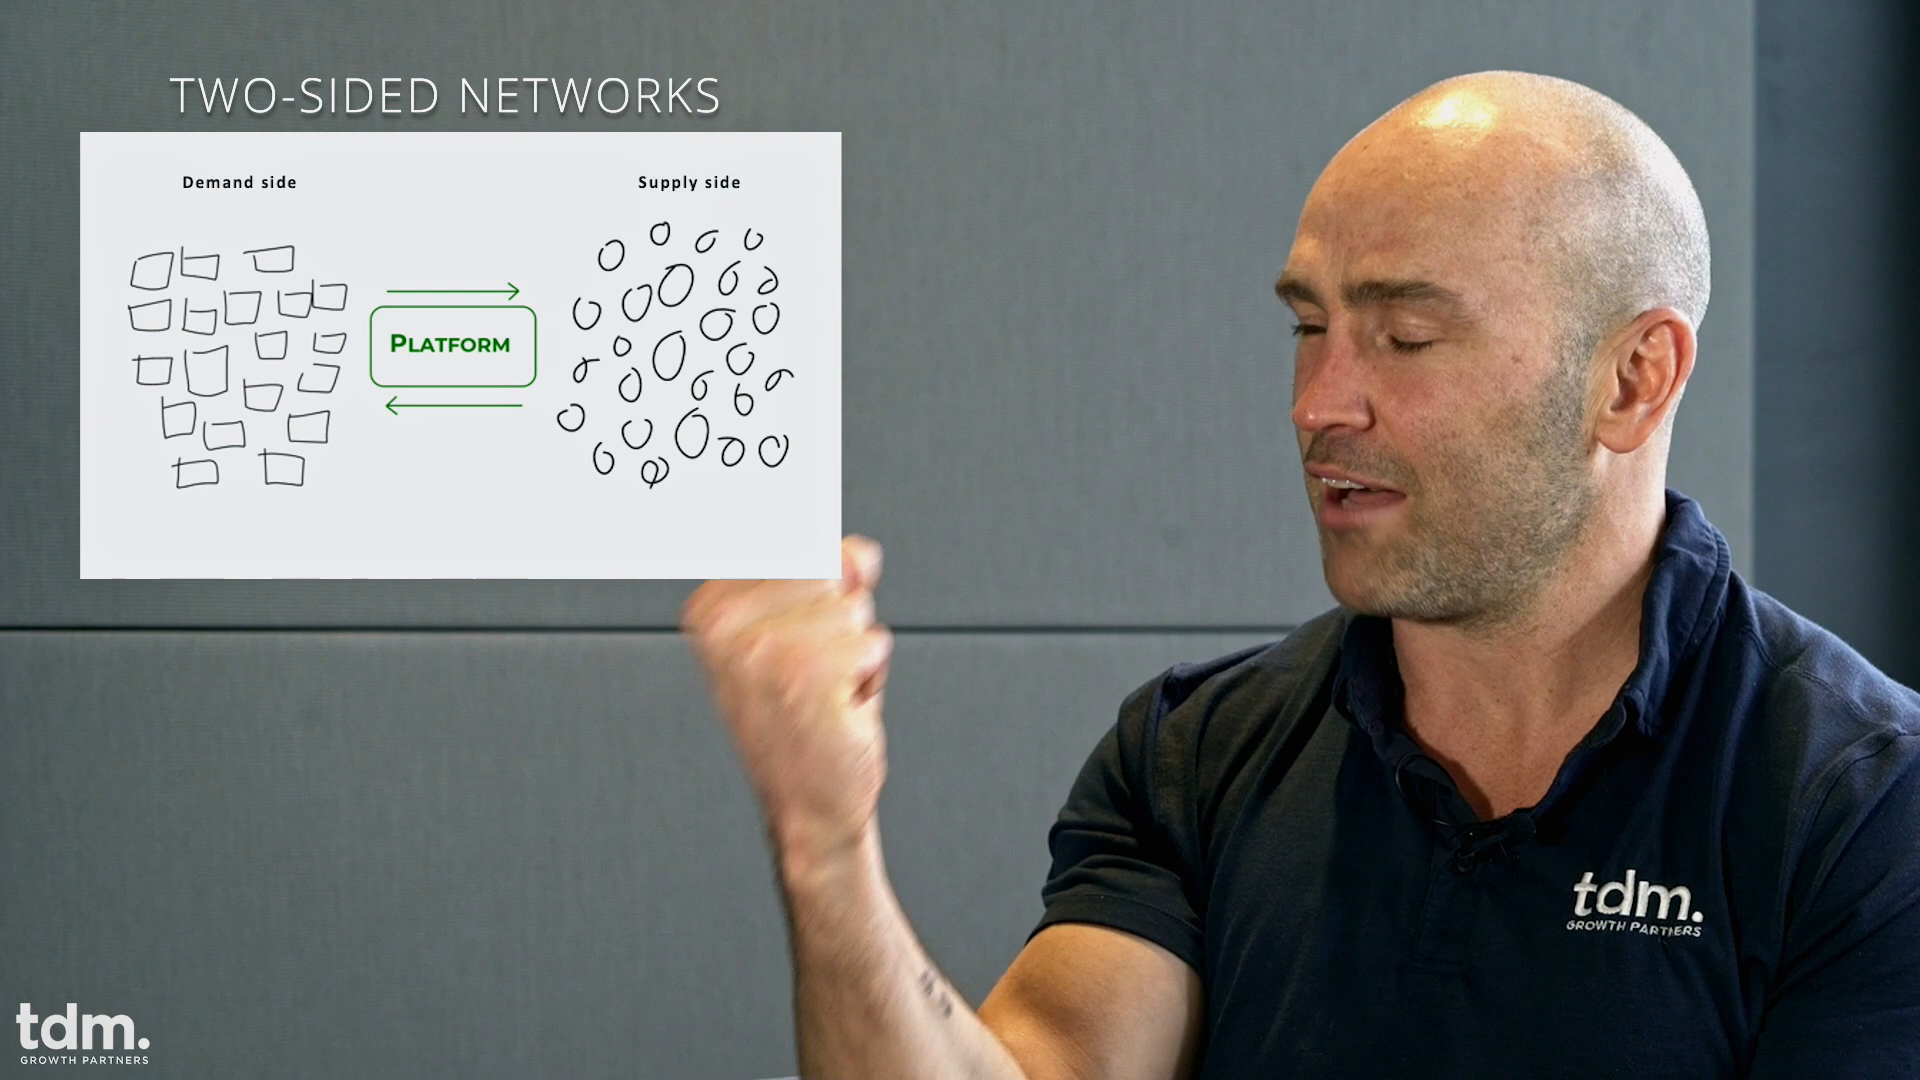 TWO-SIDED NETWORKS
Demand side
Supply side
PLATFORM
tdm.
GROWTH PARTNERS
tdm.
GROWTH PARTNERS